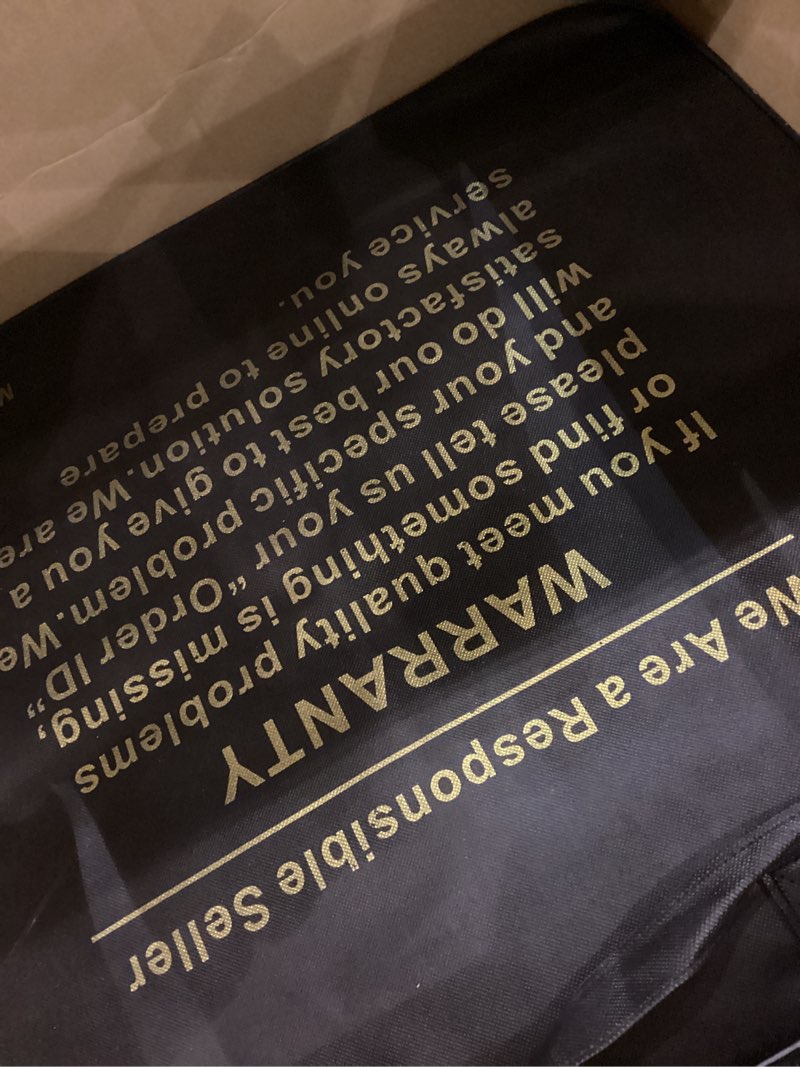 We Are a Responsible Seller
WARRANTY
If you meet quality problems
or find something is missing,
please tell us your “Order ID”
and your specific problem. We
will do our best to give you a
satisfactory solution.We are
always online to prepare
service you.